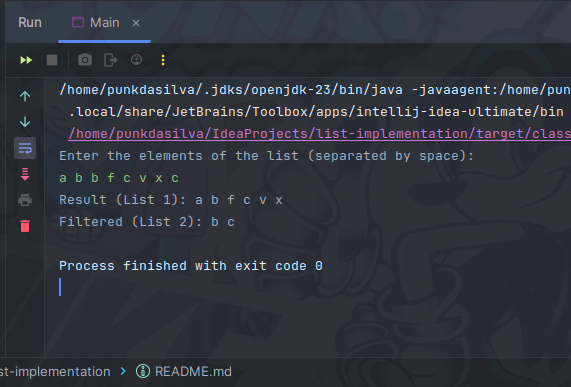 Run Main ×
/home/punkdasilva/.jdks/openjdk-23/bin/java -javaagent:/home/pun
.local/share/JetBrains/Toolbox/apps/intellij-idea-ultimate/bin
/home/punkdasilva/IdeaProjects/list-implementation/target/class
Enter the elements of the list (separated by space):
a b b f c v x c
Result (List 1): a b f c v x
Filtered (List 2): b c
Process finished with exit code 0
st-implementation > README.md